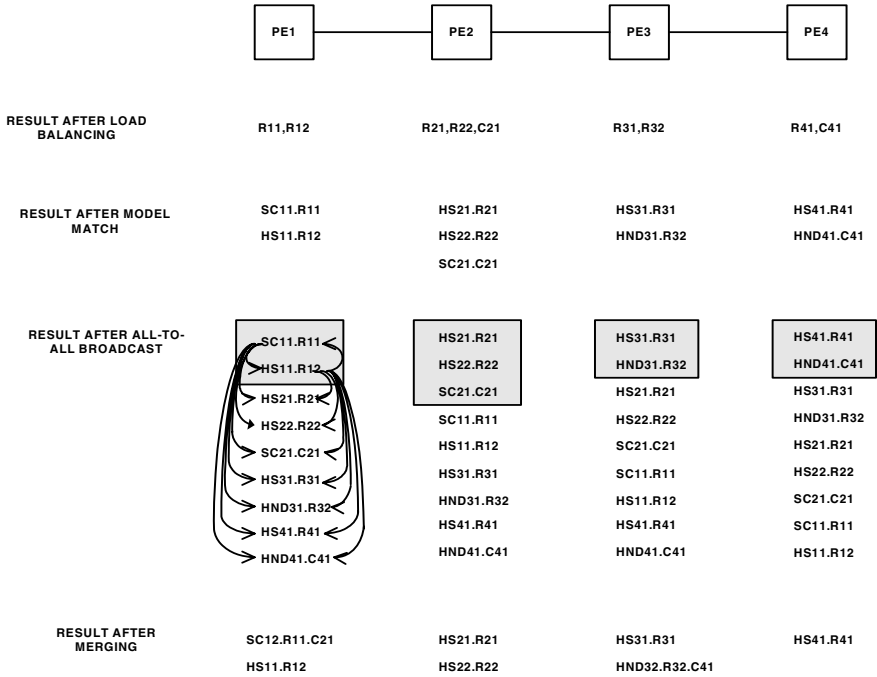 PE1 PE2 PE3 PE4
RESULT AFTER LOAD
BALANCING
R11,R12 R21,R22,C21 R31,R32 R41,C41
RESULT AFTER MODEL
MATCH
SC11.R11 HS21.R21 HS31.R31 HS41.R41
HS11.R12 HS22.R22 HND31.R32 HND41.C41
SC21.C21
RESULT AFTER ALL-TO-
ALL BROADCAST
SC11.R11 HS21.R21 HS31.R31 HS41.R41
HS11.R12 HS22.R22 HND31.R32 HND41.C41
HS21.R21 SC21.C21 HS21.R21 HS31.R31
HS22.R22 SC11.R11 HS22.R22 HND31.R32
SC21.C21 HS11.R12 SC21.C21 HS21.R21
HS31.R31 HS31.R31 SC11.R11 HS22.R22
HND31.R32 HND31.R32 HS11.R12 SC21.C21
HS41.R41 HS41.R41 HS41.R41 SC11.R11
HND41.C41 HND41.C41 HND41.C41 HS11.R12
RESULT AFTER
MERGING
SC12.R11.C21 HS21.R21 HS31.R31 HS41.R41
HS11.R12 HS22.R22 HND32.R32.C41